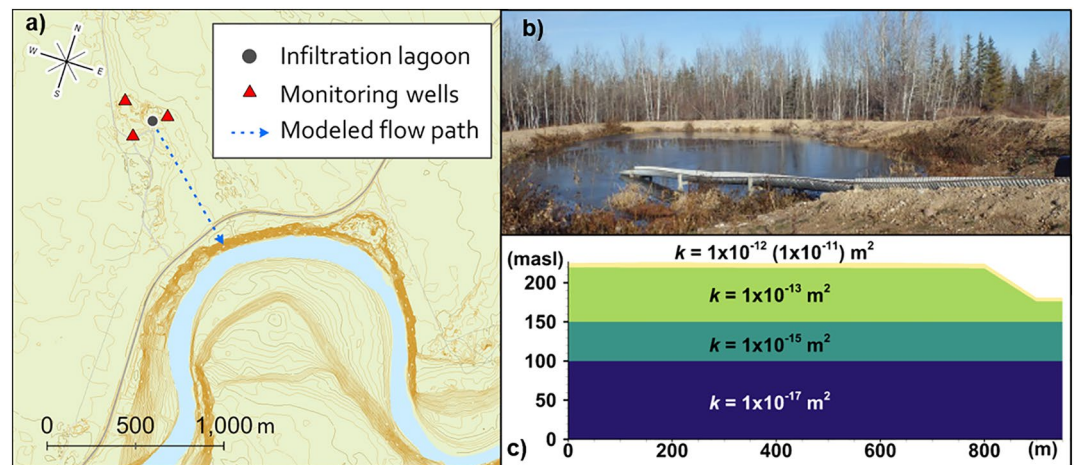 a)
N
W
E
S
Infiltration lagoon
Monitoring wells
Modeled flow path
0 500 1,000 m
b)
(masl)
k = 1x10⁻¹² (1x10⁻¹¹) m²
200
k = 1x10⁻¹³ m²
150
k = 1x10⁻¹⁵ m²
100
50
k = 1x10⁻¹⁷ m²
0
c)
0 200 400 600 800 (m)